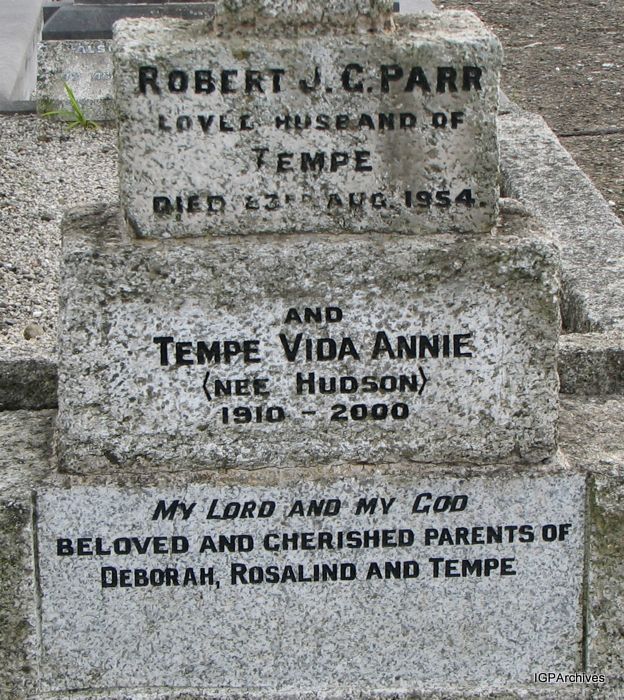 ALSO
ROBERT J. G. PARR
LOVED HUSBAND OF
TEMPE
DIED 23RD AUG. 1954.
AND
TEMPE VIDA ANNIE
(NEE HUDSON)
1910 - 2000
MY LORD AND MY GOD
BELOVED AND CHERISHED PARENTS OF
DEBORAH, ROSALIND AND TEMPE
IGPArchives